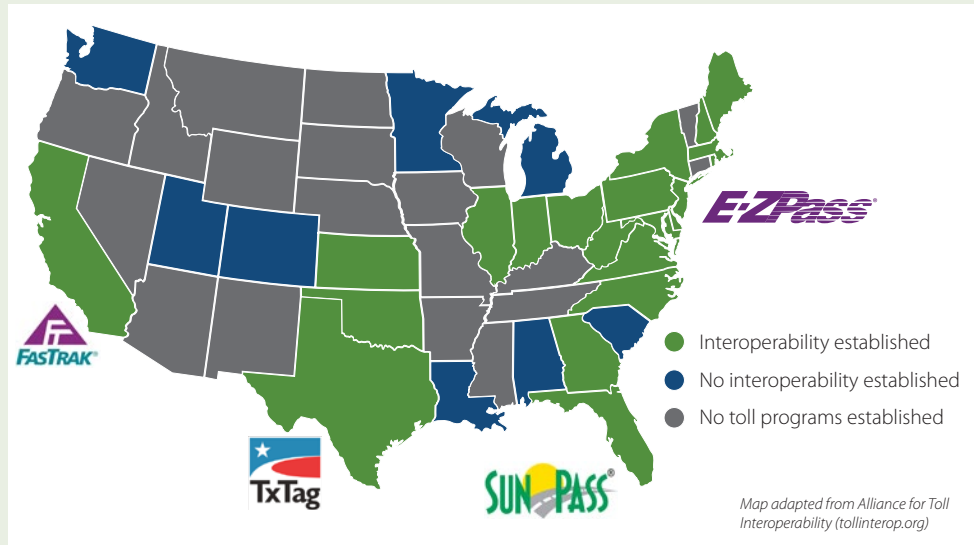 E-ZPass®
Interoperability established
No interoperability established
No toll programs established
FT
FASTRAK®
TxTag
SUNPASS®
Map adapted from Alliance for Toll
Interoperability (tollinterop.org)